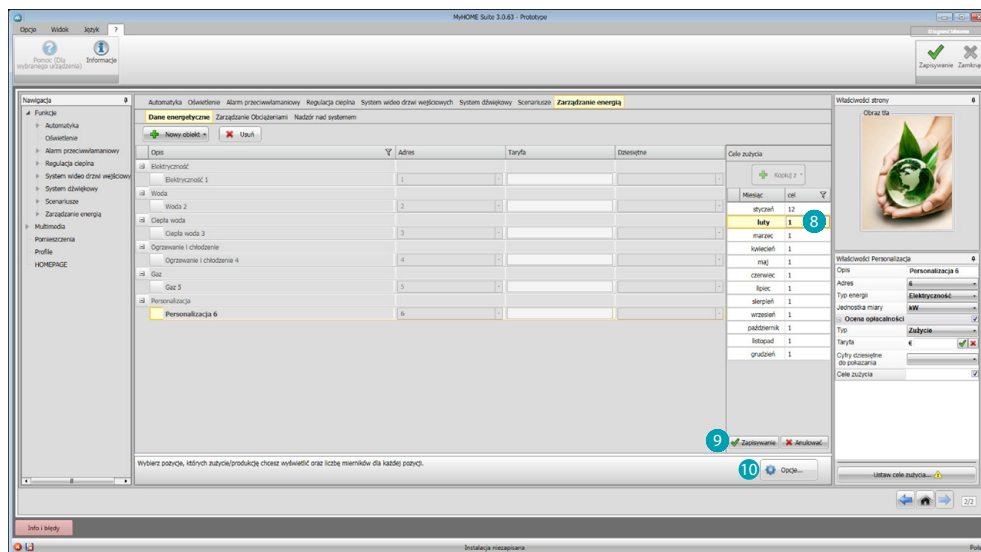 MyHOME Suite 3.0.63 - Prototype
Opcje Widok Język ?
Pomoc (Dla wybranego urządzenia)
Informacje
Zapisywanie
Zamknąć
Nawigacja
Funkcje
Automatyka
Oświetlenie
Alarm przeciwwłamaniowy
Regulacja cieplna
System wideo drzwi wejściowy
System dźwiękowy
Scenariusze
Zarządzanie energią
Multimedia
Pomieszczenia
Profile
HOMEPAGE
Automatyka Oświetlenie Alarm przeciwwłamaniowy Regulacja cieplna System wideo drzwi wejściowych System dźwiękowy Scenariusze Zarządzanie energią
Dane energetyczne Zarządzanie Obciążeniami Nadzór nad systemem
Nowy obiekt
Usuń
Opis Adres Taryfa Dziesiętne
Elektryczność
Elektryczność 1 1
Woda
Woda 2 2
Ciepła woda
Ciepła woda 3 3
Ogrzewanie i chłodzenie
Ogrzewanie i chłodzenie 4 4
Gaz
Gaz 5 5
Personalizacja
Personalizacja 6 6
Cele zużycia
Kopiuj z
Miesiąc cel
styczeń 12
luty 1 8
marzec 1
kwiecień 1
maj 1
czerwiec 1
lipiec 1
sierpień 1
wrzesień 1
październik 1
listopad 1
grudzień 1
9 Zapisywanie Anulować
Wybierz pozycje, których zużycie/produkcję chcesz wyświetlić oraz liczbę mierników dla każdej pozycji.
10 Opcje...
Właściwości strony
Obraz tła
Właściwości Personalizacja
Opis Personalizacja 6
Adres 6
Typ energii Elektryczność
Jednostka miary kW
Ocena opłacalności
Typ Zużycie
Taryfa €
Cyfry dziesiętne do pokazania
Cele zużycia
Ustaw cele zużycia...
2/2
Info i błędy
Instalacja niezapisana